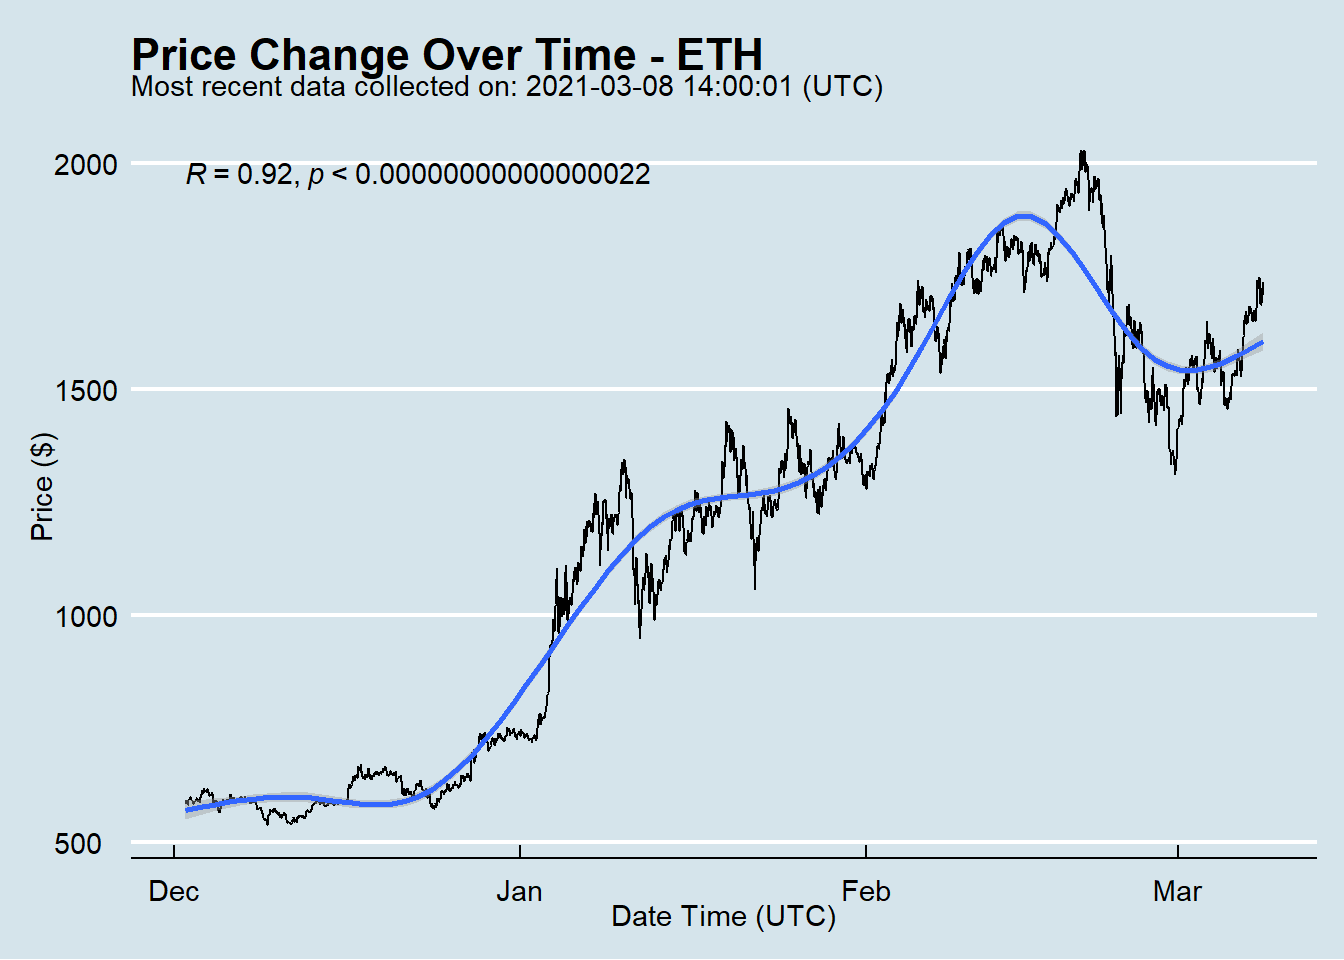 Price Change Over Time - ETH
Most recent data collected on: 2021-03-08 14:00:01 (UTC)
R = 0.92, p < 0.00000000000000022
2000
1500
1000
500
Price ($)
Dec Jan Feb Mar
Date Time (UTC)